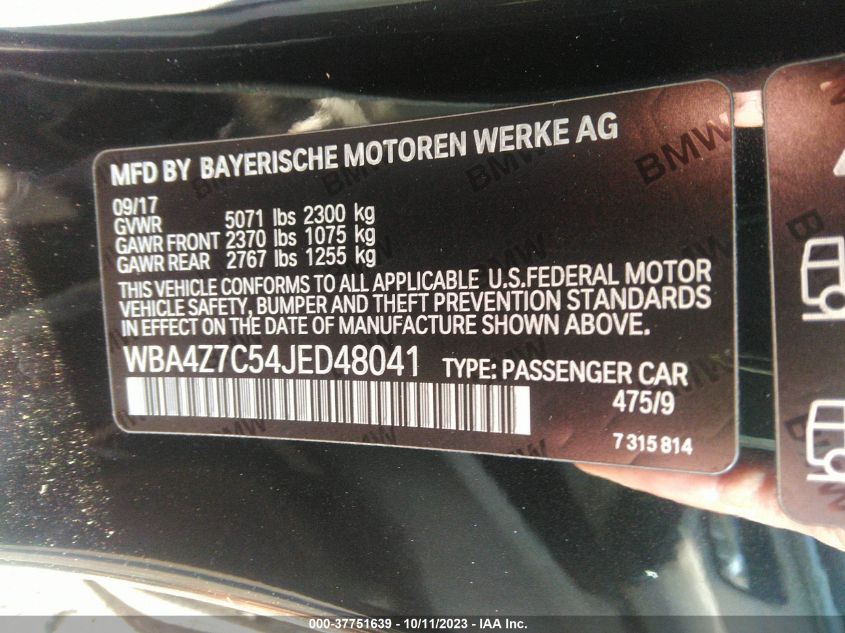 MFD BY BAYERISCHE MOTOREN WERKE AG
09/17
GVWR 5071 lbs 2300 kg
GAWR FRONT 2370 lbs 1075 kg
GAWR REAR 2767 lbs 1255 kg
THIS VEHICLE CONFORMS TO ALL APPLICABLE U.S.FEDERAL MOTOR
VEHICLE SAFETY, BUMPER AND THEFT PREVENTION STANDARDS
IN EFFECT ON THE DATE OF MANUFACTURE SHOWN ABOVE.
WBA4Z7C54JED48041 TYPE: PASSENGER CAR
475/9
7 315 814
000-37751639 - 10/11/2023 - IAA Inc.